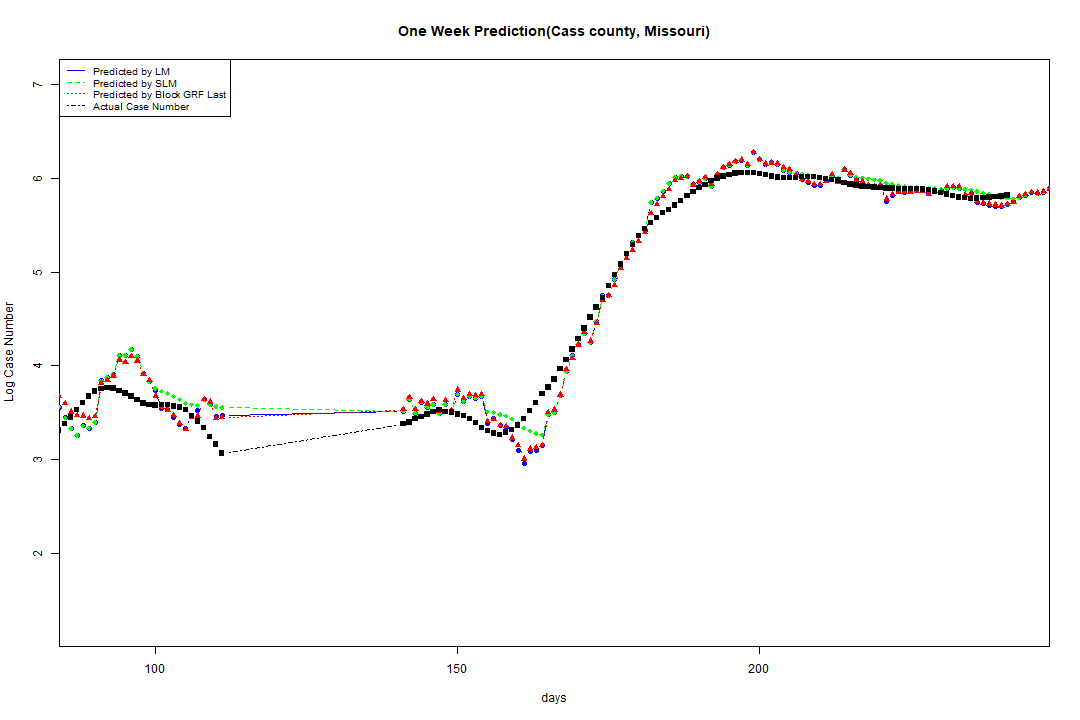 One Week Prediction(Cass county, Missouri)
Predicted by LM
Predicted by SLM
Predicted by Block GRF Last
Actual Case Number
7
6
5
4
3
2
Log Case Number
100 150 200
days